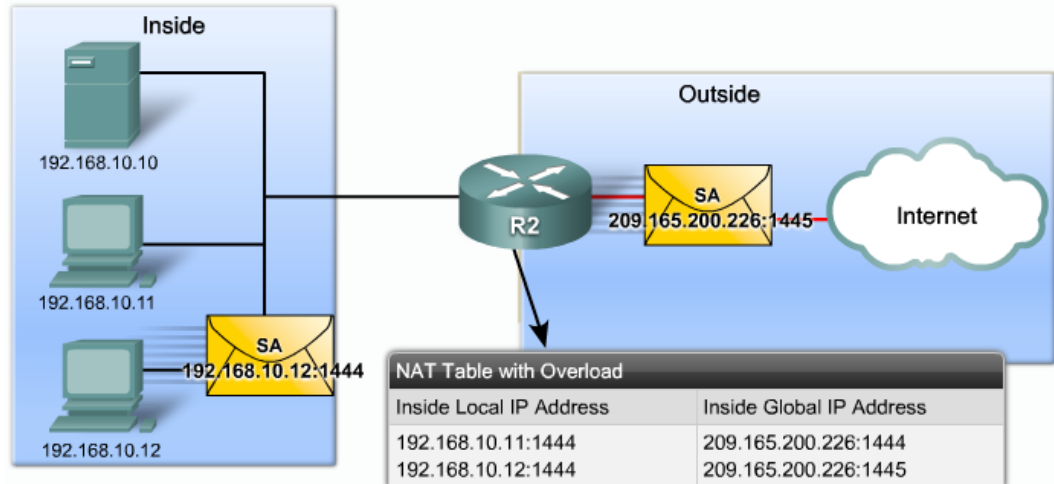 Inside
192.168.10.10
192.168.10.11
SA
192.168.10.12:1444
192.168.10.12
R2
Outside
SA
209.165.200.226:1445
Internet
NAT Table with Overload
Inside Local IP Address Inside Global IP Address
192.168.10.11:1444 209.165.200.226:1444
192.168.10.12:1444 209.165.200.226:1445